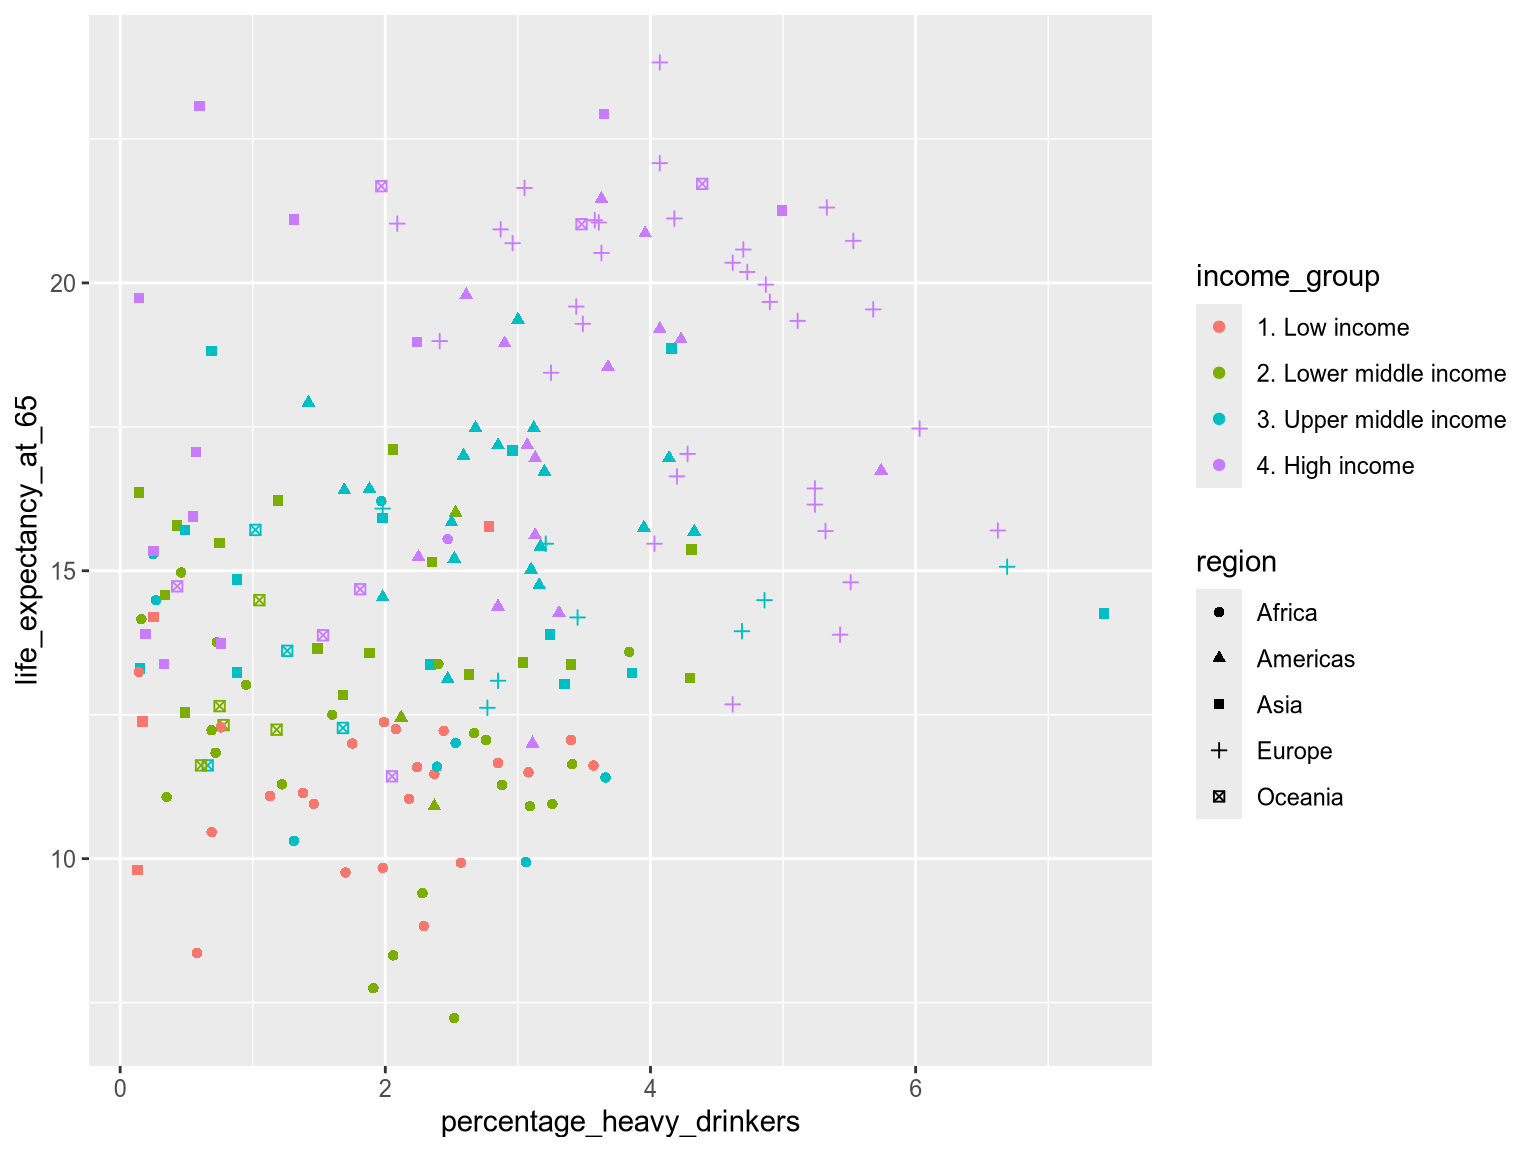 life_expectancy_at_65
20
15
10
0
2
4
6
percentage_heavy_drinkers
income_group
1. Low income
2. Lower middle income
3. Upper middle income
4. High income
region
Africa
Americas
Asia
Europe
Oceania